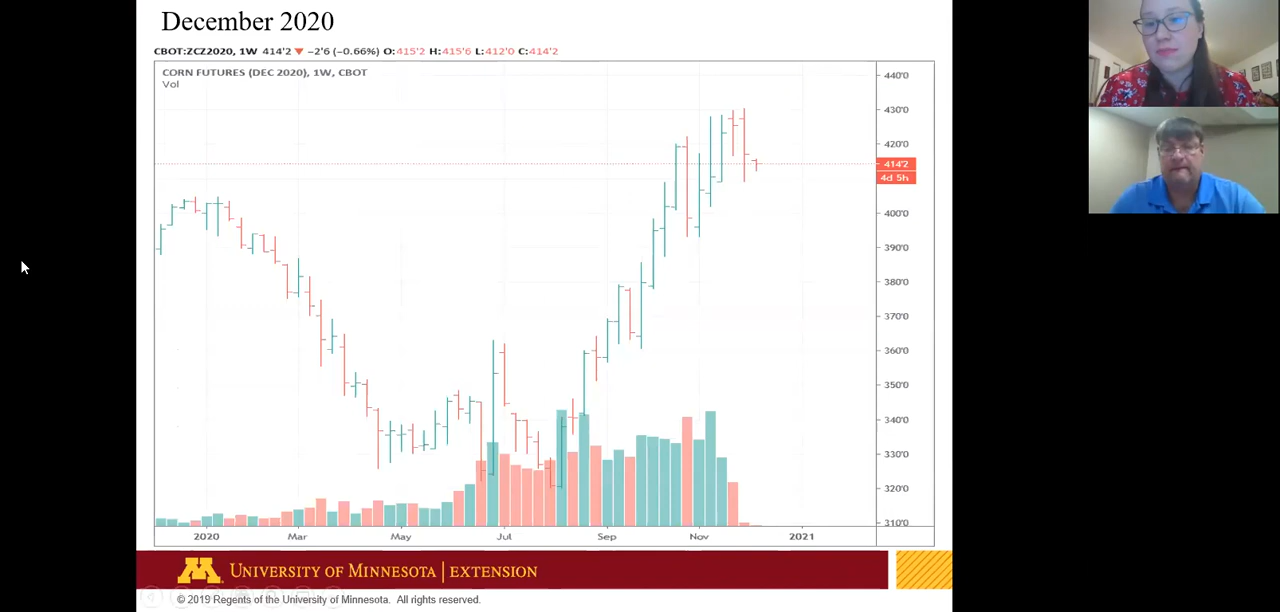 December 2020
CBOT:ZCZ2020, 1W 414'2 ▼ −2'6 (−0.66%) O:415'2 H:415'6 L:412'0 C:414'2
CORN FUTURES (DEC 2020), 1W, CBOT
Vol
440'0
430'0
420'0
414'2
4d 5h
400'0
390'0
380'0
370'0
360'0
350'0
340'0
330'0
320'0
310'0
2020 Mar May Jul Sep Nov 2021
M UNIVERSITY OF MINNESOTA | EXTENSION
© 2019 Regents of the University of Minnesota. All rights reserved.